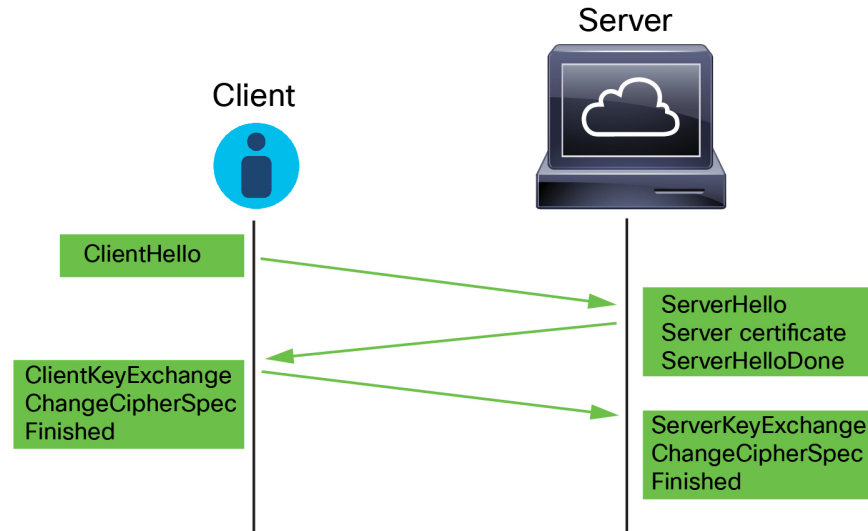 Server
Client
ClientHello
ServerHello
Server certificate
ServerHelloDone
ClientKeyExchange
ChangeCipherSpec
Finished
ServerKeyExchange
ChangeCipherSpec
Finished